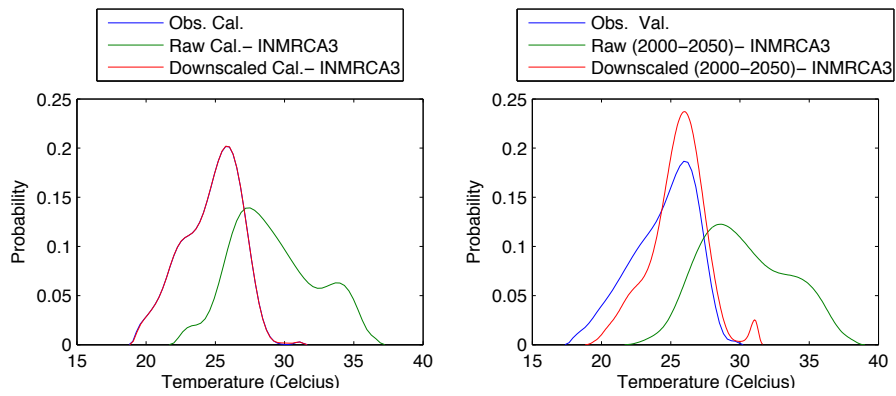 Obs. Cal.
Raw Cal.− INMRCA3
Downscaled Cal.− INMRCA3
0.25
0.2
0.15
0.1
0.05
0
Probability
15 20 25 30 35 40
Temperature (Celcius)
Obs. Val.
Raw (2000−2050)− INMRCA3
Downscaled (2000−2050)− INMRCA3
0.25
0.2
0.15
0.1
0.05
0
Probability
15 20 25 30 35 40
Temperature (Celcius)